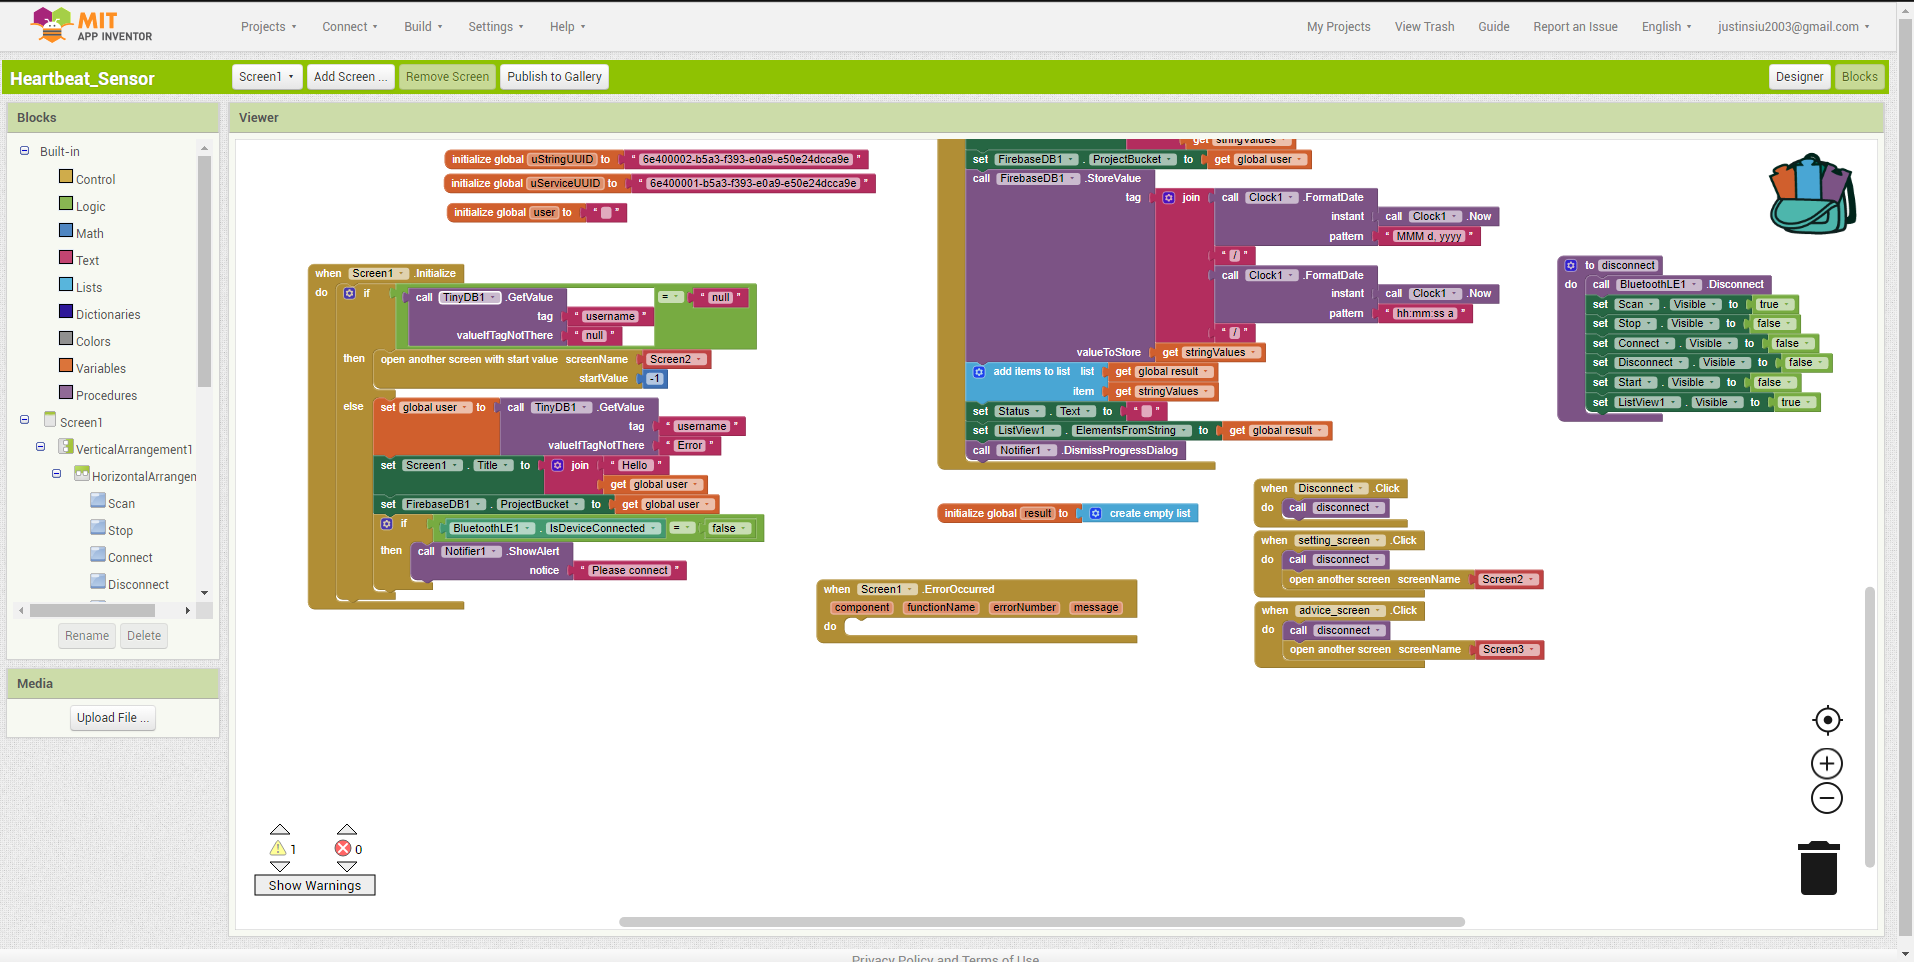 MIT
APP INVENTOR
Projects
Connect
Build
Settings
Help
My Projects
View Trash
Guide
Report an Issue
English
justinsiu2003@gmail.com
Heartbeat_Sensor
Screen1
Add Screen ...
Remove Screen
Publish to Gallery
Designer
Blocks
Blocks
Built-in
Control
Logic
Math
Text
Lists
Dictionaries
Colors
Variables
Procedures
Screen1
VerticalArrangement1
HorizontalArrangen
Scan
Stop
Connect
Disconnect
Rename
Delete
Media
Upload File ...
Viewer
initialize global uStringUUID to " 6e400002-b5a3-f393-e0a9-e50e24dcca9e "
initialize global uServiceUUID to " 6e400001-b5a3-f393-e0a9-e50e24dcca9e "
initialize global user to " "
when Screen1 .Initialize
do if call TinyDB1 .GetValue = " null "
tag " username "
valueIfTagNotThere " null "
then open another screen with start value screenName Screen2
startValue -1
else set global user to call TinyDB1 .GetValue
tag " username "
valueIfTagNotThere " Error "
set Screen1 . Title to join " Hello "
get global user
set FirebaseDB1 . ProjectBucket to get global user
if BluetoothLE1 . IsDeviceConnected = false
then call Notifier1 .ShowAlert
notice " Please connect "
get stringValues
set FirebaseDB1 . ProjectBucket to get global user
call FirebaseDB1 .StoreValue
tag join call Clock1 .FormatDate
instant call Clock1 .Now
pattern " MMM d, yyyy "
" / "
call Clock1 .FormatDate
instant call Clock1 .Now
pattern " hh:mm:ss a "
" / "
valueToStore get stringValues
add items to list list get global result
item get stringValues
set Status . Text to " "
set ListView1 . ElementsFromString to get global result
call Notifier1 .DismissProgressDialog
initialize global result to create empty list
when Screen1 .ErrorOccurred
component functionName errorNumber message
do
to disconnect
do call BluetoothLE1 .Disconnect
set Scan . Visible to true
set Stop . Visible to false
set Connect . Visible to false
set Disconnect . Visible to false
set Start . Visible to false
set ListView1 . Visible to true
when Disconnect .Click
do call disconnect
when setting_screen .Click
do call disconnect
open another screen screenName Screen2
when advice_screen .Click
do call disconnect
open another screen screenName Screen3
1
0
Show Warnings
Privacy Policy and Terms of Use